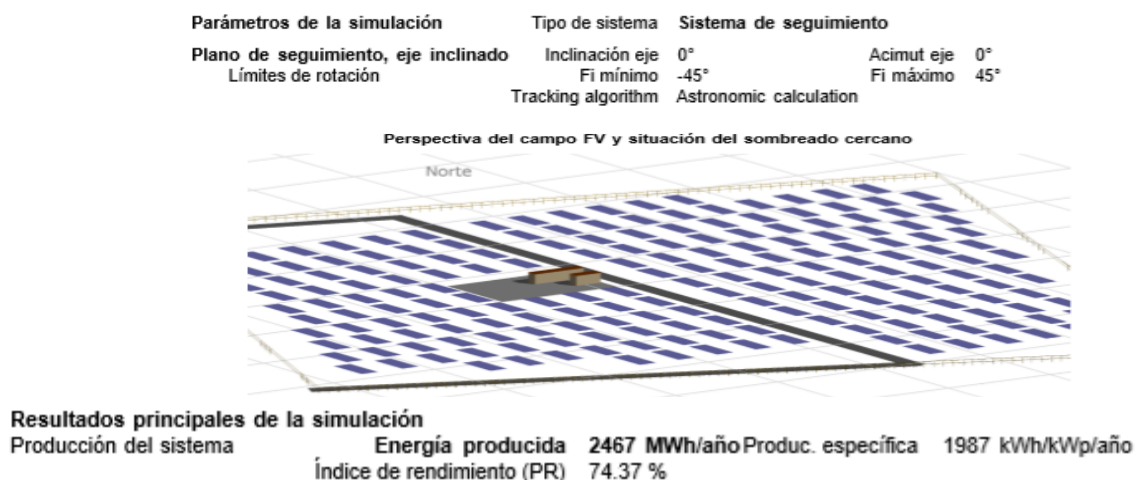 Parámetros de la simulación Tipo de sistema Sistema de seguimiento
Plano de seguimiento, eje inclinado Inclinación eje 0° Acimut eje 0°
Límites de rotación Fi mínimo -45° Fi máximo 45°
Tracking algorithm Astronomic calculation
Perspectiva del campo FV y situación del sombreado cercano
Norte
Resultados principales de la simulación
Producción del sistema Energía producida 2467 MWh/año Produc. específica 1987 kWh/kWp/año
Índice de rendimiento (PR) 74.37 %